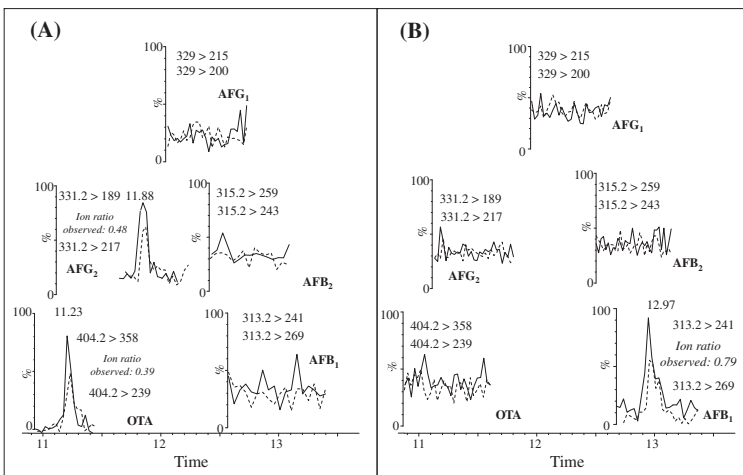 (A)
100
329 > 215
329 > 200
AFG1
%
0
100
331.2 > 189
11.88
Ion ratio
observed: 0.48
331.2 > 217
%
AFG2
0
100
315.2 > 259
315.2 > 243
%
AFB2
0
11.23
100
404.2 > 358
Ion ratio
observed: 0.39
404.2 > 239
%
OTA
0
100
313.2 > 241
313.2 > 269
AFB1
%
0
11
12
13
Time
(B)
100
329 > 215
329 > 200
%
AFG1
0
100
331.2 > 189
331.2 > 217
%
AFG2
0
100
315.2 > 259
315.2 > 243
%
AFB2
0
100
404.2 > 358
404.2 > 239
%
OTA
0
12.97
100
313.2 > 241
Ion ratio
observed: 0.79
313.2 > 269
%
AFB1
0
11
12
13
Time